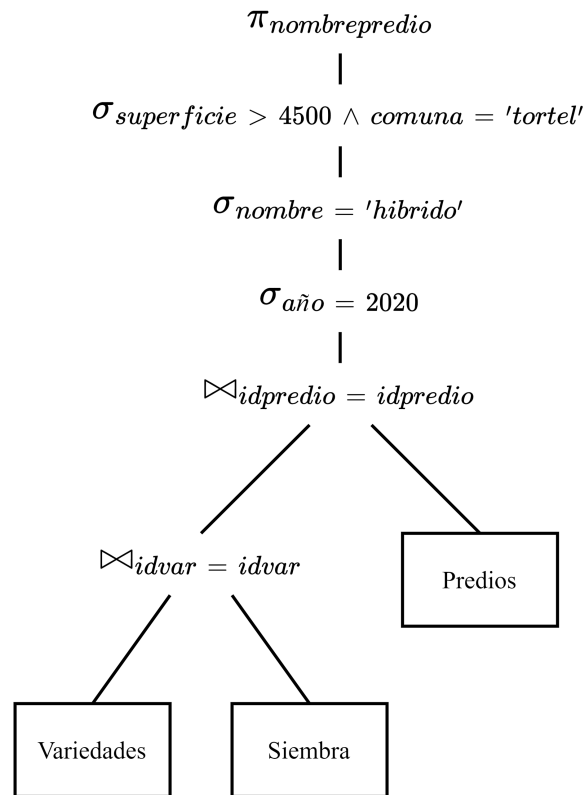 π nombrepredio
σ superficie > 4500 ∧ comuna = 'tortel'
σ nombre = 'hibrido'
σ año = 2020
⋈ idpredio = idpredio
⋈ idvar = idvar
Predios
Variedades
Siembra